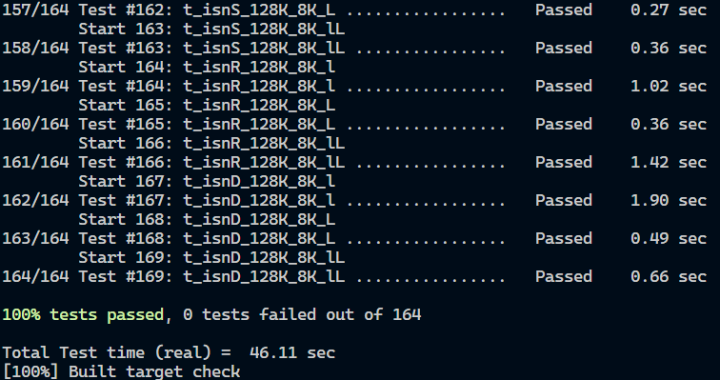 157/164 Test #162: t_isnS_128K_8K_L .................   Passed    0.27 sec
        Start 163: t_isnS_128K_8K_lL
158/164 Test #163: t_isnS_128K_8K_lL ................   Passed    0.36 sec
        Start 164: t_isnR_128K_8K_l
159/164 Test #164: t_isnR_128K_8K_l .................   Passed    1.02 sec
        Start 165: t_isnR_128K_8K_L
160/164 Test #165: t_isnR_128K_8K_L .................   Passed    0.36 sec
        Start 166: t_isnR_128K_8K_lL
161/164 Test #166: t_isnR_128K_8K_lL ................   Passed    1.42 sec
        Start 167: t_isnD_128K_8K_l
162/164 Test #167: t_isnD_128K_8K_l .................   Passed    1.90 sec
        Start 168: t_isnD_128K_8K_L
163/164 Test #168: t_isnD_128K_8K_L .................   Passed    0.49 sec
        Start 169: t_isnD_128K_8K_lL
164/164 Test #169: t_isnD_128K_8K_lL ................   Passed    0.66 sec
100% tests passed, 0 tests failed out of 164
Total Test time (real) =  46.11 sec
[100%] Built target check